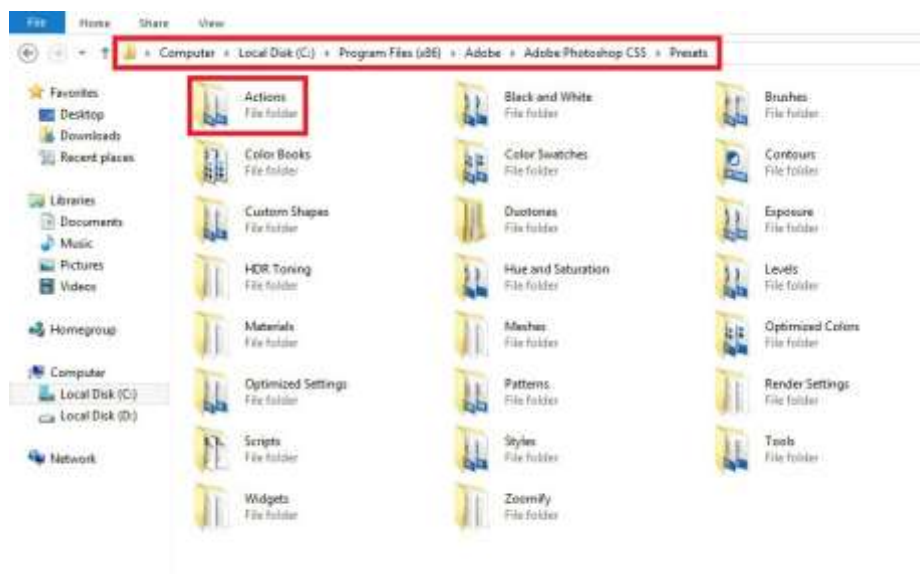 File Home Share View
Computer Local Disk (C:) Program Files (x86) Adobe Adobe Photoshop CS5 Presets
Favorites
Desktop
Downloads
Recent places
Libraries
Documents
Music
Pictures
Videos
Homegroup
Computer
Local Disk (C:)
Local Disk (D:)
Network
Actions
File folder
Black and White
File folder
Brushes
File folder
Color Books
File folder
Color Swatches
File folder
Contours
File folder
Custom Shapes
File folder
Duotones
File folder
Exposure
File folder
HDR Toning
File folder
Hue and Saturation
File folder
Levels
File folder
Materials
File folder
Meshes
File folder
Optimized Colors
File folder
Optimized Settings
File folder
Patterns
File folder
Render Settings
File folder
Scripts
File folder
Styles
File folder
Tools
File folder
Widgets
File folder
Zoomify
File folder